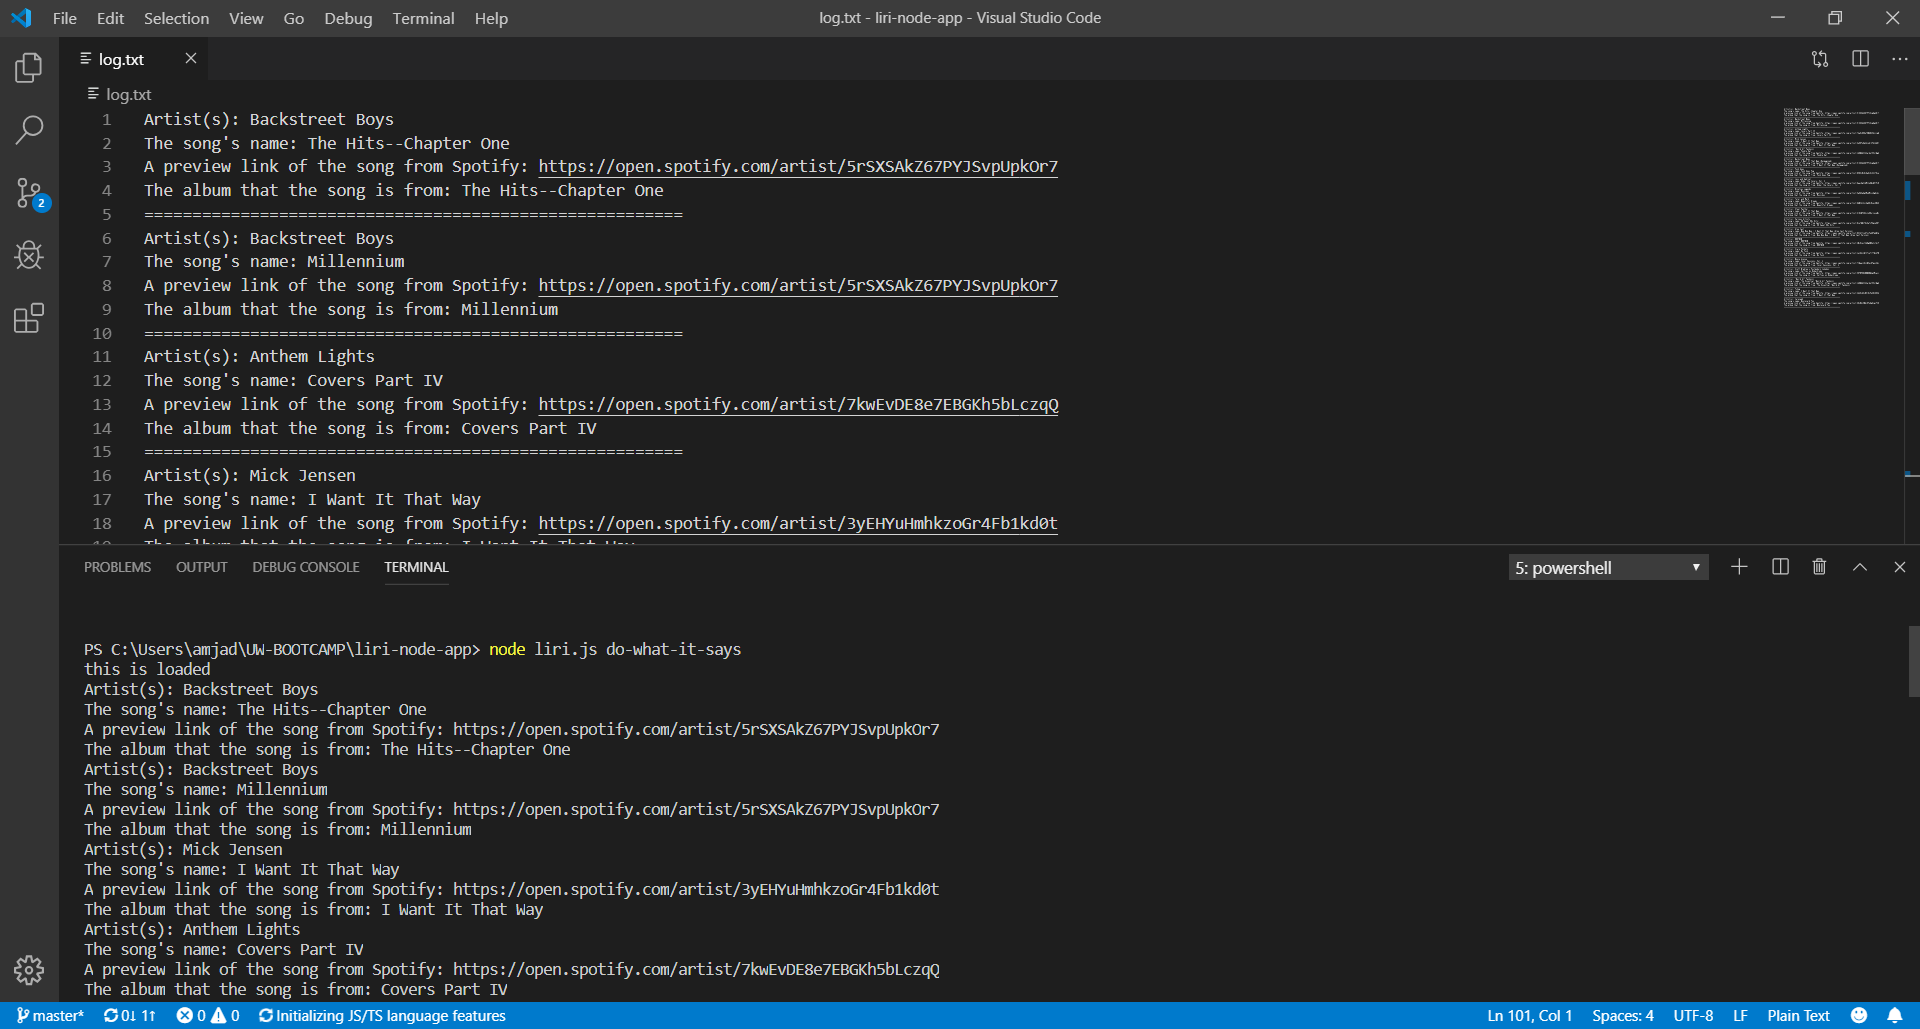 File Edit Selection View Go Debug Terminal Help
log.txt - liri-node-app - Visual Studio Code
log.txt
log.txt
1 Artist(s): Backstreet Boys
2 The song's name: The Hits--Chapter One
3 A preview link of the song from Spotify: https://open.spotify.com/artist/5rSXSAkZ67PYJSvpUpkOr7
4 The album that the song is from: The Hits--Chapter One
5 ========================================================
6 Artist(s): Backstreet Boys
7 The song's name: Millennium
8 A preview link of the song from Spotify: https://open.spotify.com/artist/5rSXSAkZ67PYJSvpUpkOr7
9 The album that the song is from: Millennium
10 ========================================================
11 Artist(s): Anthem Lights
12 The song's name: Covers Part IV
13 A preview link of the song from Spotify: https://open.spotify.com/artist/7kwEvDE8e7EBGKh5bLczqQ
14 The album that the song is from: Covers Part IV
15 ========================================================
16 Artist(s): Mick Jensen
17 The song's name: I Want It That Way
18 A preview link of the song from Spotify: https://open.spotify.com/artist/3yEHYuHmhkzoGr4Fb1kd0t
19 The album that the song is from: I Want It That Way
2
PROBLEMS OUTPUT DEBUG CONSOLE TERMINAL
5: powershell
PS C:\Users\amjad\UW-BOOTCAMP\liri-node-app> node liri.js do-what-it-says
this is loaded
Artist(s): Backstreet Boys
The song's name: The Hits--Chapter One
A preview link of the song from Spotify: https://open.spotify.com/artist/5rSXSAkZ67PYJSvpUpkOr7
The album that the song is from: The Hits--Chapter One
Artist(s): Backstreet Boys
The song's name: Millennium
A preview link of the song from Spotify: https://open.spotify.com/artist/5rSXSAkZ67PYJSvpUpkOr7
The album that the song is from: Millennium
Artist(s): Mick Jensen
The song's name: I Want It That Way
A preview link of the song from Spotify: https://open.spotify.com/artist/3yEHYuHmhkzoGr4Fb1kd0t
The album that the song is from: I Want It That Way
Artist(s): Anthem Lights
The song's name: Covers Part IV
A preview link of the song from Spotify: https://open.spotify.com/artist/7kwEvDE8e7EBGKh5bLczqQ
The album that the song is from: Covers Part IV
master* 0↓ 1↑ 0 0 Initializing JS/TS language features
Ln 101, Col 1 Spaces: 4 UTF-8 LF Plain Text